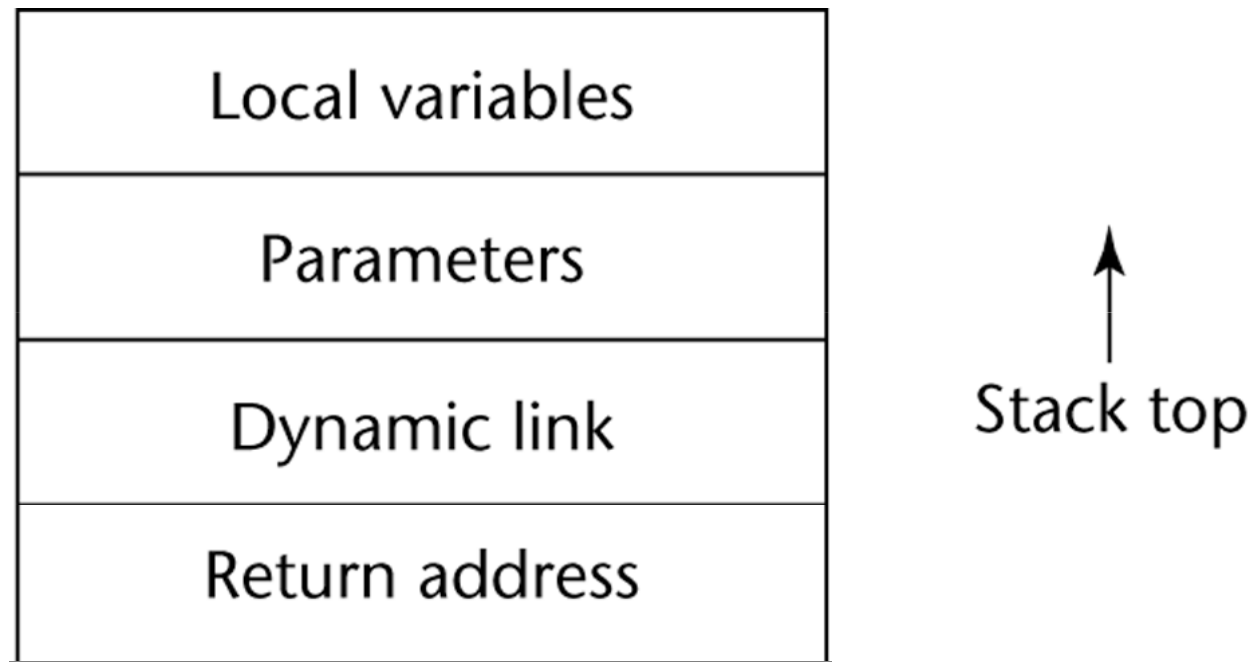 Local variables
Parameters
Dynamic link
Stack top
Return address